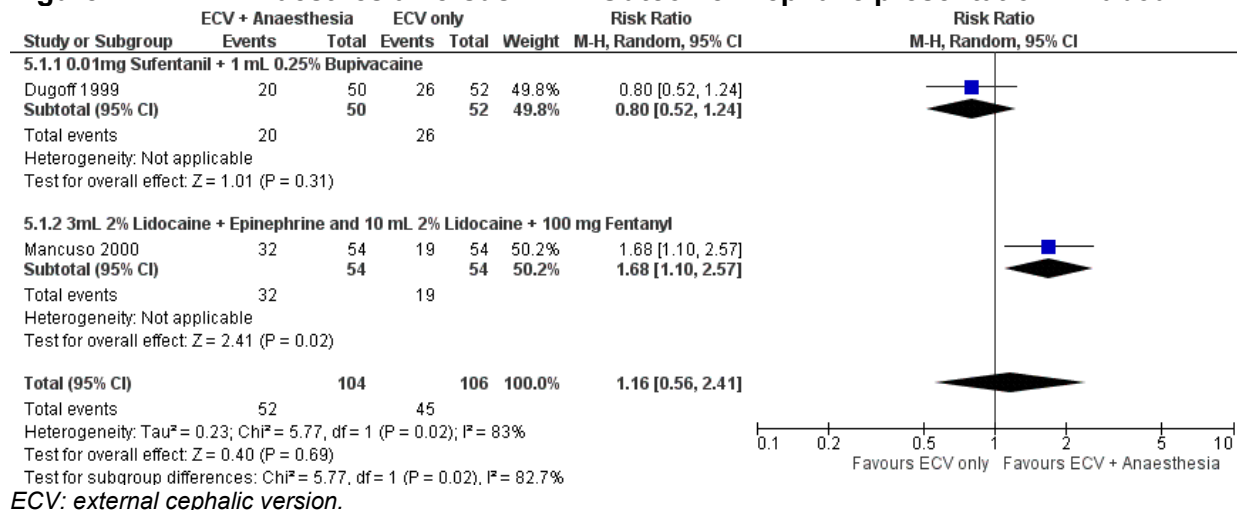 ECV + Anaesthesia ECV only Risk Ratio Risk Ratio
Study or Subgroup Events Total Events Total Weight M-H, Random, 95% CI M-H, Random, 95% CI
5.1.1 0.01mg Sufentanil + 1 mL 0.25% Bupivacaine
Dugoff 1999 20 50 26 52 49.8% 0.80 [0.52, 1.24]
Subtotal (95% CI) 50 52 49.8% 0.80 [0.52, 1.24]
Total events 20 26
Heterogeneity: Not applicable
Test for overall effect: Z = 1.01 (P = 0.31)
5.1.2 3mL 2% Lidocaine + Epinephrine and 10 mL 2% Lidocaine + 100 mg Fentanyl
Mancuso 2000 32 54 19 54 50.2% 1.68 [1.10, 2.57]
Subtotal (95% CI) 54 54 50.2% 1.68 [1.10, 2.57]
Total events 32 19
Heterogeneity: Not applicable
Test for overall effect: Z = 2.41 (P = 0.02)
Total (95% CI) 104 106 100.0% 1.16 [0.56, 2.41]
Total events 52 45
Heterogeneity: Tau² = 0.23; Chi² = 5.77, df = 1 (P = 0.02); I² = 83%
Test for overall effect: Z = 0.40 (P = 0.69)
Test for subgroup differences: Chi² = 5.77, df = 1 (P = 0.02), I² = 82.7%
0.1 0.2 0.5 1 2 5 10
Favours ECV only Favours ECV + Anaesthesia
ECV: external cephalic version.